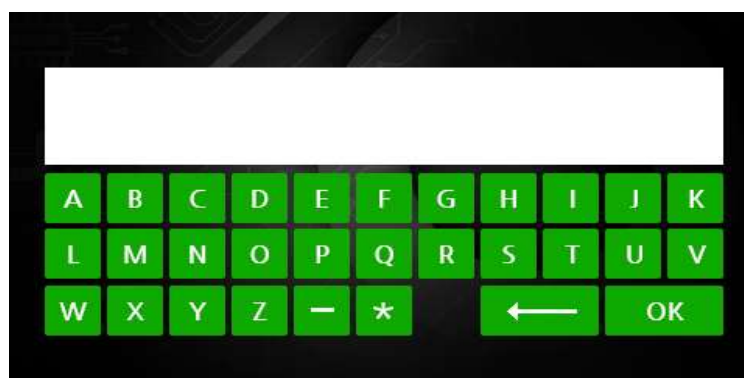 A B C D E F G H I J K
L M N O P Q R S T U V
W X Y Z - * ← OK